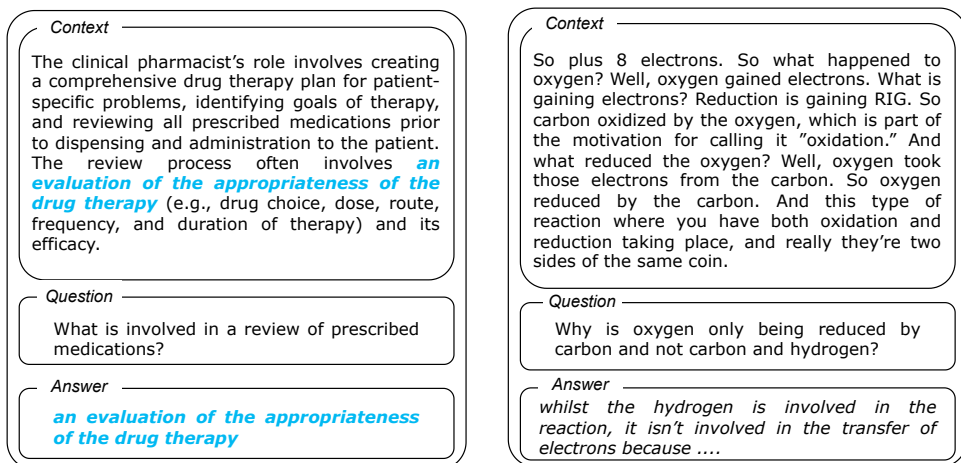 Context
The clinical pharmacist's role involves creating
a comprehensive drug therapy plan for patient-
specific problems, identifying goals of therapy,
and reviewing all prescribed medications prior
to dispensing and administration to the patient.
The review process often involves an
evaluation of the appropriateness of the
drug therapy (e.g., drug choice, dose, route,
frequency, and duration of therapy) and its
efficacy.
Question
What is involved in a review of prescribed
medications?
Answer
an evaluation of the appropriateness
of the drug therapy
Context
So plus 8 electrons. So what happened to
oxygen? Well, oxygen gained electrons. What is
gaining electrons? Reduction is gaining RIG. So
carbon oxidized by the oxygen, which is part of
the motivation for calling it ”oxidation.” And
what reduced the oxygen? Well, oxygen took
those electrons from the carbon. So oxygen
reduced by the carbon. And this type of
reaction where you have both oxidation and
reduction taking place, and really they’re two
sides of the same coin.
Question
Why is oxygen only being reduced by
carbon and not carbon and hydrogen?
Answer
whilst the hydrogen is involved in the
reaction, it isn’t involved in the transfer of
electrons because ....